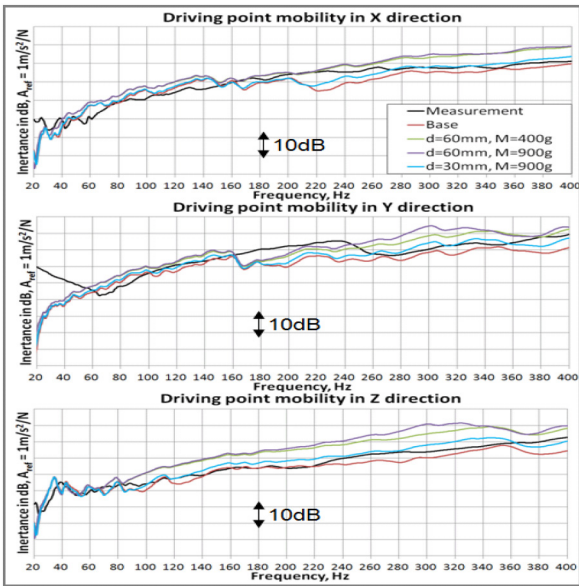 Driving point mobility in X direction
Inertance in dB, Aref = 1m/s²/N
Measurement
Base
d=60mm, M=400g
d=60mm, M=900g
d=30mm, M=900g
10dB
20 40 60 80 100 120 140 160 180 200 220 240 260 280 300 320 340 360 380 400
Frequency, Hz
Driving point mobility in Y direction
Inertance in dB, Aref = 1m/s²/N
10dB
20 40 60 80 100 120 140 160 180 200 220 240 260 280 300 320 340 360 380 400
Frequency, Hz
Driving point mobility in Z direction
Inertance in dB, Aref = 1m/s²/N
10dB
20 40 60 80 100 120 140 160 180 200 220 240 260 280 300 320 340 360 380 400
Frequency, Hz